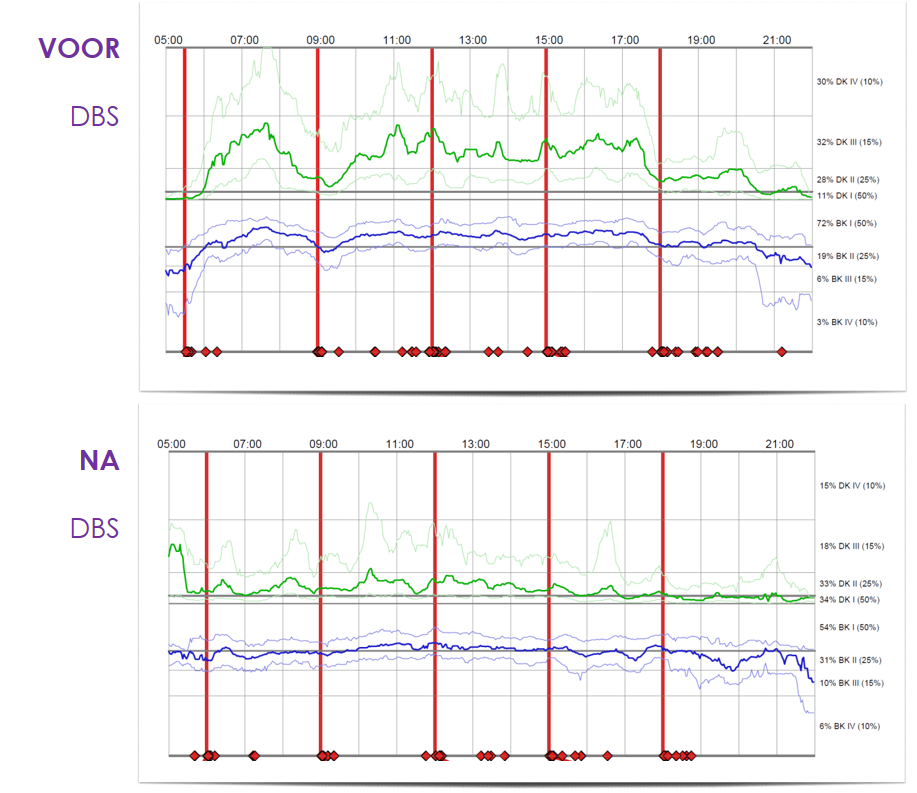 VOOR
DBS
05:00 07:00 09:00 11:00 13:00 15:00 17:00 19:00 21:00
30% DK IV (10%)
32% DK III (15%)
28% DK II (25%)
11% DK I (50%)
72% BK I (50%)
19% BK II (25%)
6% BK III (15%)
3% BK IV (10%)
NA
DBS
05:00 07:00 09:00 11:00 13:00 15:00 17:00 19:00 21:00
15% DK IV (10%)
18% DK III (15%)
33% DK II (25%)
34% DK I (50%)
54% BK I (50%)
31% BK II (25%)
10% BK III (15%)
6% BK IV (10%)